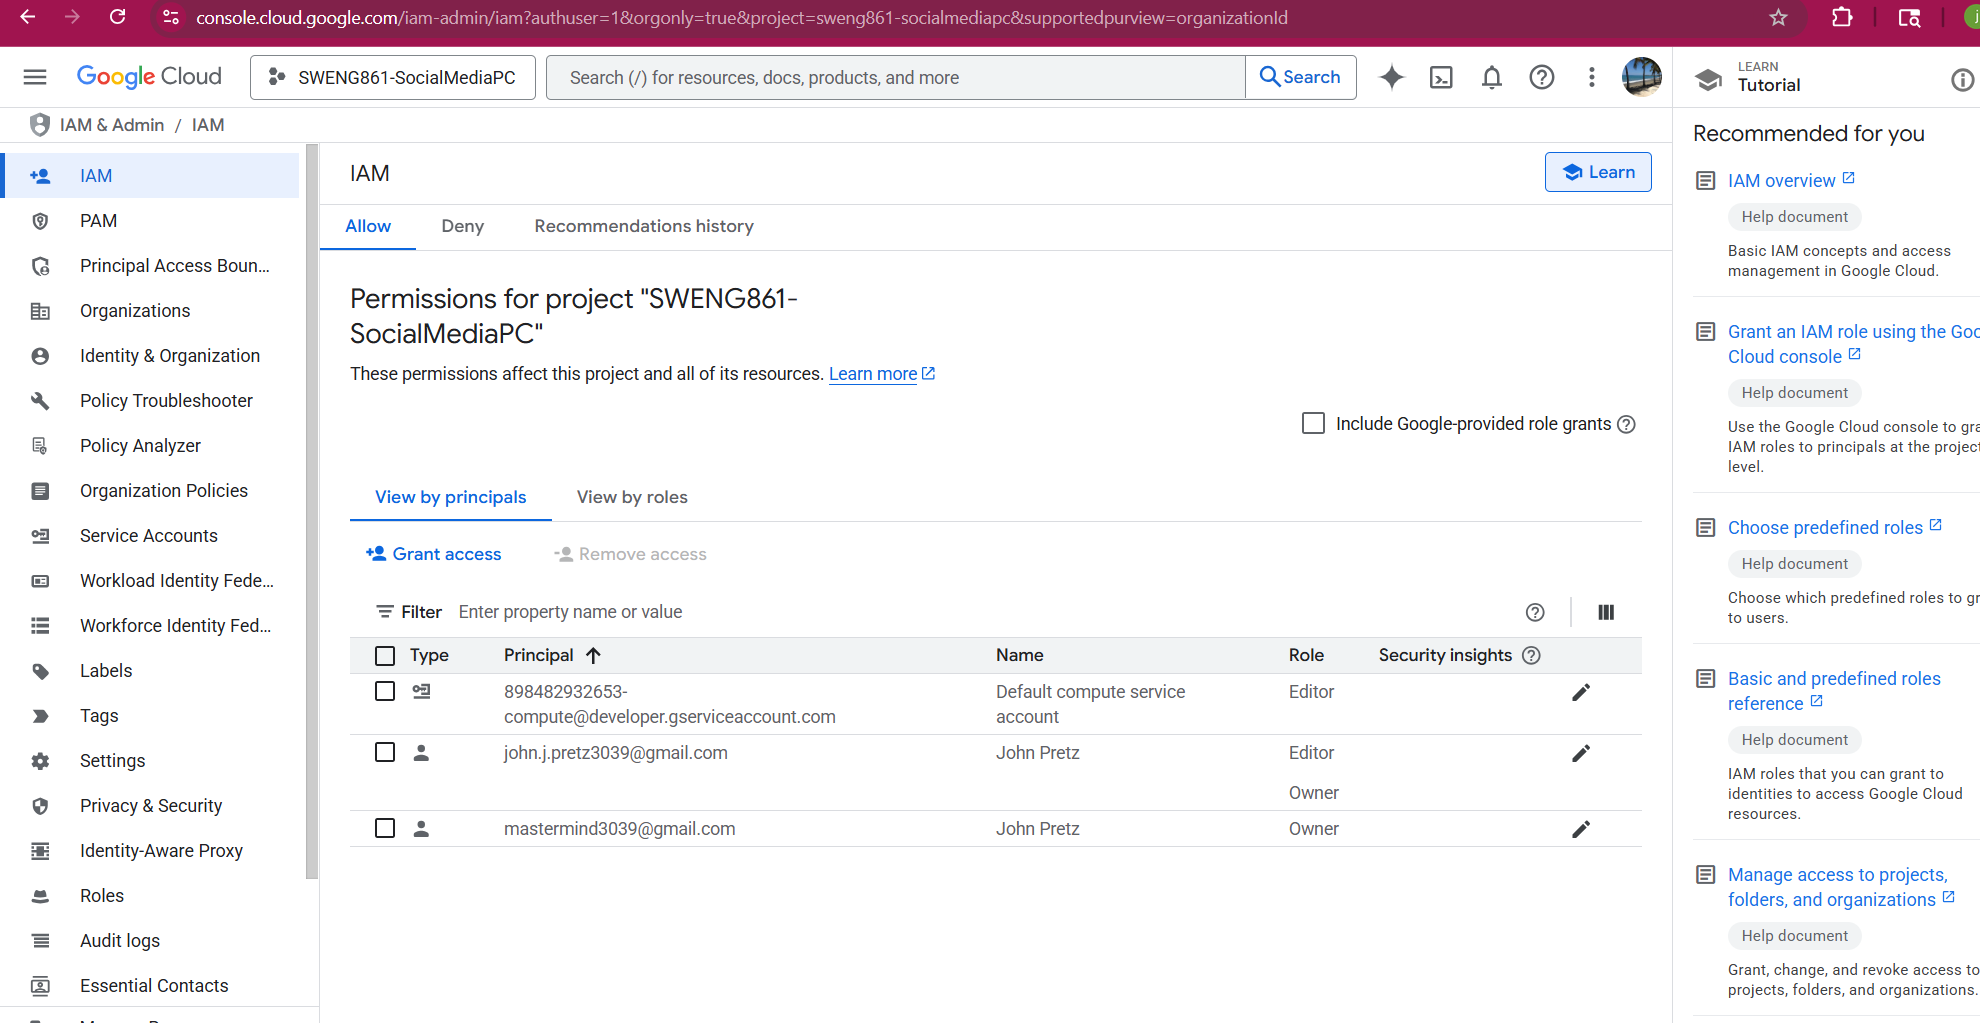 console.cloud.google.com/iam-admin/iam?authuser=1&orgonly=true&project=sweng861-socialmediapc&supportedpurview=organizationId
Google Cloud
SWENG861-SocialMediaPC
Search (/) for resources, docs, products, and more
Search
LEARN
Tutorial
IAM & Admin / IAM
IAM
PAM
Principal Access Boun...
Organizations
Identity & Organization
Policy Troubleshooter
Policy Analyzer
Organization Policies
Service Accounts
Workload Identity Fede...
Workforce Identity Fed...
Labels
Tags
Settings
Privacy & Security
Identity-Aware Proxy
Roles
Audit logs
Essential Contacts
IAM
Learn
Allow
Deny
Recommendations history
Permissions for project "SWENG861-
SocialMediaPC"
These permissions affect this project and all of its resources. Learn more
Include Google-provided role grants
View by principals
View by roles
Grant access
Remove access
Filter Enter property name or value
Type Principal Name Role Security insights
898482932653- Default compute service Editor
compute@developer.gserviceaccount.com account
john.j.pretz3039@gmail.com John Pretz Editor
Owner
mastermind3039@gmail.com John Pretz Owner
Recommended for you
IAM overview
Help document
Basic IAM concepts and access
management in Google Cloud.
Grant an IAM role using the Goo
Cloud console
Help document
Use the Google Cloud console to gra
IAM roles to principals at the project
level.
Choose predefined roles
Help document
Choose which predefined roles to gr
to users.
Basic and predefined roles
reference
Help document
IAM roles that you can grant to
identities to access Google Cloud
resources.
Manage access to projects,
folders, and organizations
Help document
Grant, change, and revoke access to
projects, folders, and organizations.